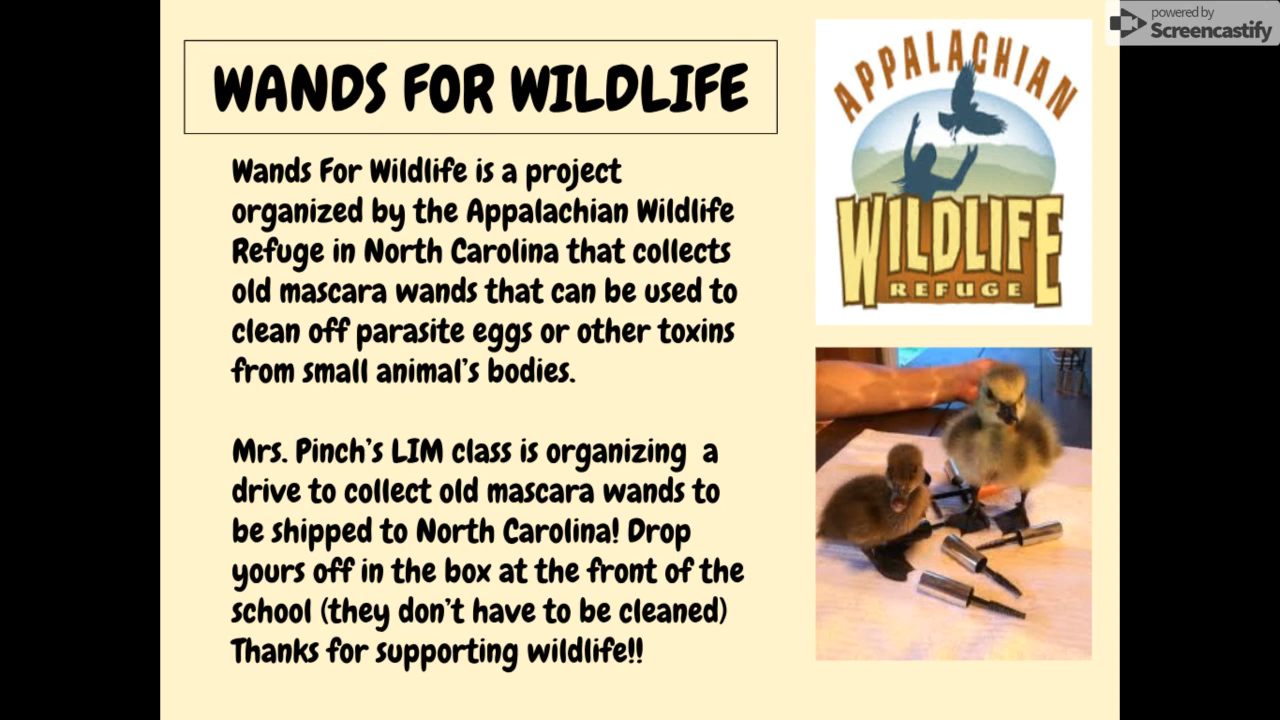 powered by
Screencastify
WANDS FOR WILDLIFE
APPALACHIAN
WILDLIFE
REFUGE
Wands For Wildlife is a project
organized by the Appalachian Wildlife
Refuge in North Carolina that collects
old mascara wands that can be used to
clean off parasite eggs or other toxins
from small animal's bodies.
Mrs. Pinch's LIM class is organizing a
drive to collect old mascara wands to
be shipped to North Carolina! Drop
yours off in the box at the front of the
school (they don't have to be cleaned)
Thanks for supporting wildlife!!